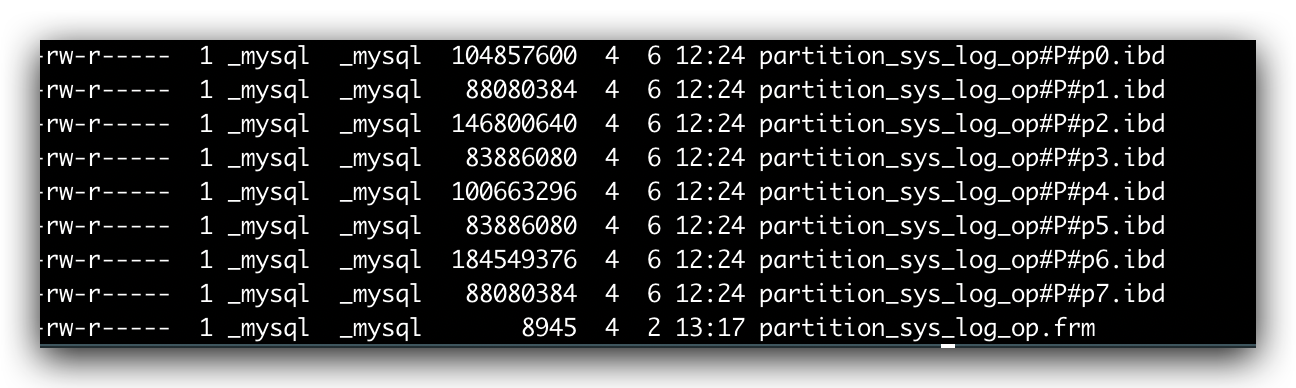 -rw-r-----  1 _mysql  _mysql  104857600  4  6 12:24 partition_sys_log_op#P#p0.ibd
-rw-r-----  1 _mysql  _mysql   88080384  4  6 12:24 partition_sys_log_op#P#p1.ibd
-rw-r-----  1 _mysql  _mysql  146800640  4  6 12:24 partition_sys_log_op#P#p2.ibd
-rw-r-----  1 _mysql  _mysql   83886080  4  6 12:24 partition_sys_log_op#P#p3.ibd
-rw-r-----  1 _mysql  _mysql  100663296  4  6 12:24 partition_sys_log_op#P#p4.ibd
-rw-r-----  1 _mysql  _mysql   83886080  4  6 12:24 partition_sys_log_op#P#p5.ibd
-rw-r-----  1 _mysql  _mysql  184549376  4  6 12:24 partition_sys_log_op#P#p6.ibd
-rw-r-----  1 _mysql  _mysql   88080384  4  6 12:24 partition_sys_log_op#P#p7.ibd
-rw-r-----  1 _mysql  _mysql       8945  4  2 13:17 partition_sys_log_op.frm